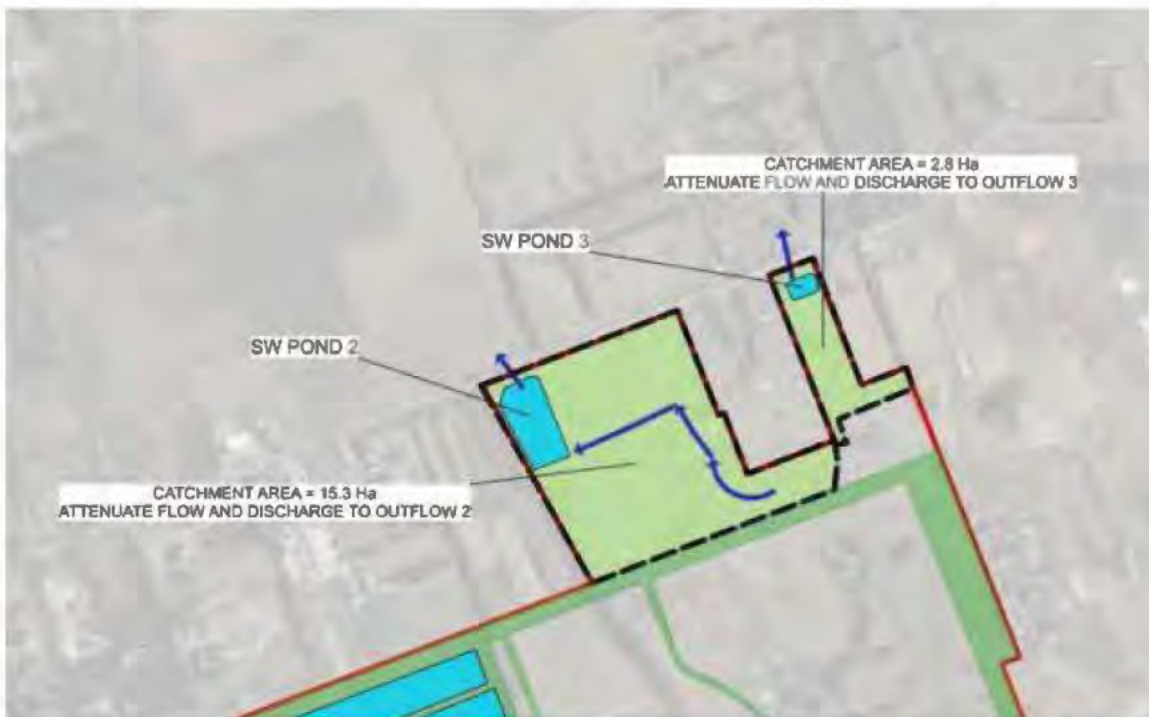 CATCHMENT AREA = 2.8 Ha
ATTENUATE FLOW AND DISCHARGE TO OUTFLOW 3
SW POND 3
SW POND 2
CATCHMENT AREA = 15.3 Ha
ATTENUATE FLOW AND DISCHARGE TO OUTFLOW 2